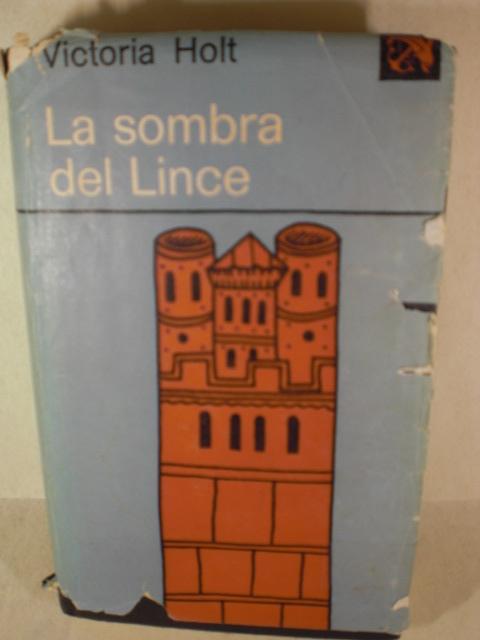 Victoria Holt
La sombra
del Lince